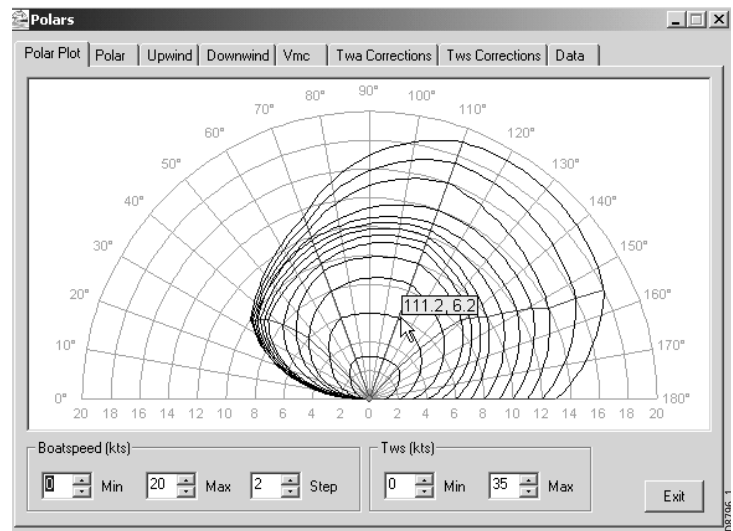 Polars
Polar Plot Polar Upwind Downwind Vmc Twa Corrections Tws Corrections Data
90°
80° 100°
70° 110°
60° 120°
50° 130°
40° 140°
30° 150°
20° 160°
10° 170°
0° 180°
111.2, 6.2
20 18 16 14 12 10 8 6 4 2 0 2 4 6 8 10 12 14 16 18 20
Boatspeed (kts) Tws (kts)
0 Min 20 Max 2 Step 0 Min 35 Max Exit
D8796_1